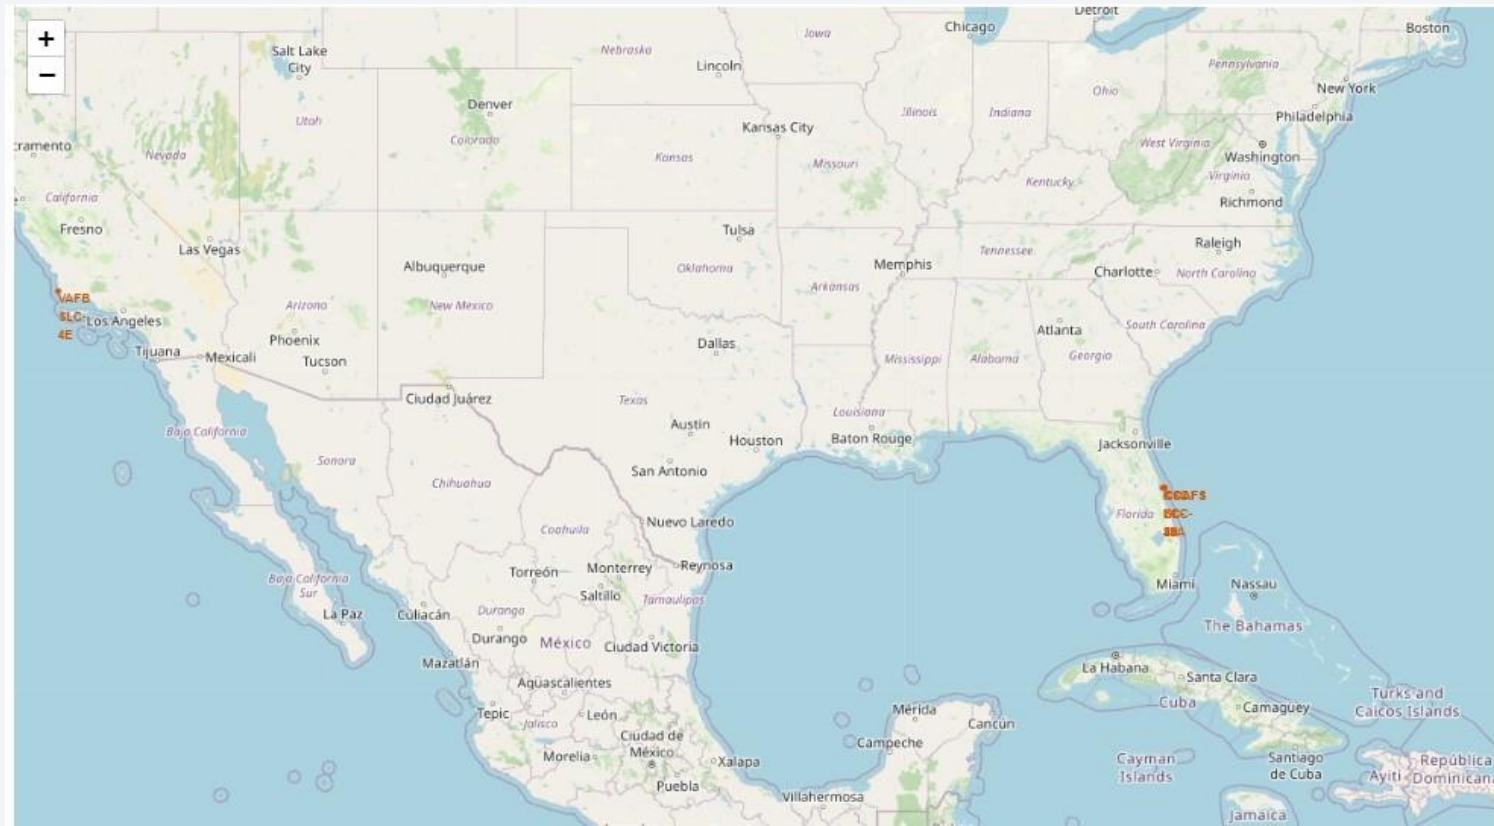 +
−
Detroit
Chicago
Boston
Iowa
Salt Lake
City
Nebraska
Lincoln
Pennsylvania
New York
Denver
Ohio
Illinois
Indiana
Philadelphia
Utah
Kansas City
Colorado
West Virginia
Washington
cramento
Nevada
Kansas
Missouri
Virginia
Kentucky
California
Richmond
Fresno
Tulsa
Raleigh
Las Vegas
Tennessee
Albuquerque
Oklahoma
Memphis
Charlotte
North Carolina
Arkansas
VAFB
SLC-
4E
Arizona
New Mexico
Los Angeles
South Carolina
Atlanta
Phoenix
Dallas
Tijuana
Mexicali
Tucson
Mississippi
Alabama
Georgia
Ciudad Juárez
Texas
Louisiana
Austin
Baja California
Houston
Baton Rouge
Jacksonville
Sonora
San Antonio
Chihuahua
Florida
Nuevo Laredo
Coahuila
Torreón
Monterrey
Reynosa
Baja California
Sur
Miami
Nassau
Saltillo
Tamaulipas
La Paz
Culiacán
Durango
The Bahamas
Durango
México
Ciudad Victoria
Mazatlán
La Habana
Santa Clara
Aguascalientes
Turks and
Caicos Islands
Cuba
Camagüey
Tepic
Jalisco
León
Mérida
Cancún
Ciudad de
México
Campeche
Morelia
Xalapa
Cayman
Islands
Santiago
de Cuba
República
Dominicana
Ayiti
Puebla
Villahermosa
Jamaica